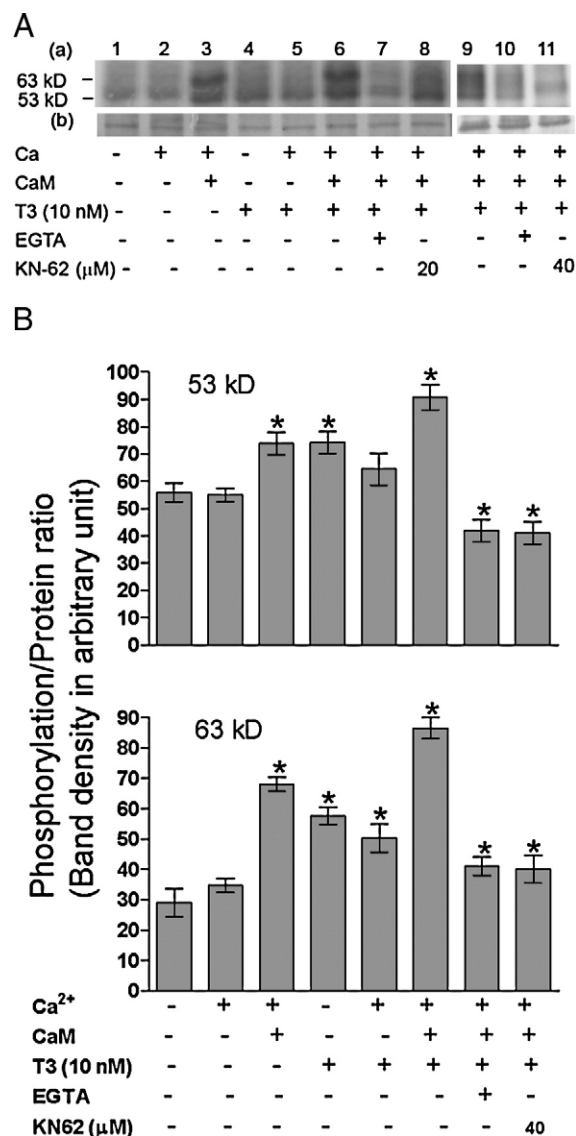 A
(a) 1 2 3 4 5 6 7 8 9 10 11
63 kD –
53 kD –
(b)
Ca - + + - + + + + + + +
CaM - - + - - + + + + + +
T3 (10 nM) - - - + + + + + + + +
EGTA - - - - - - + - - + -
KN-62 (μM) - - - - - - - 20 - - 40
B
Phosphorylation/Protein ratio
(Band density in arbitrary unit)
53 kD
100
90
80
70
60
50
40
30
20
10
0
* * * * *
63 kD
90
80
70
60
50
40
30
20
10
0
* * * * * *
Ca2+ - + + - + + + +
CaM - - + - - + + +
T3 (10 nM) - - - + + + + +
EGTA - - - - - - + -
KN62 (μM) - - - - - - - 40